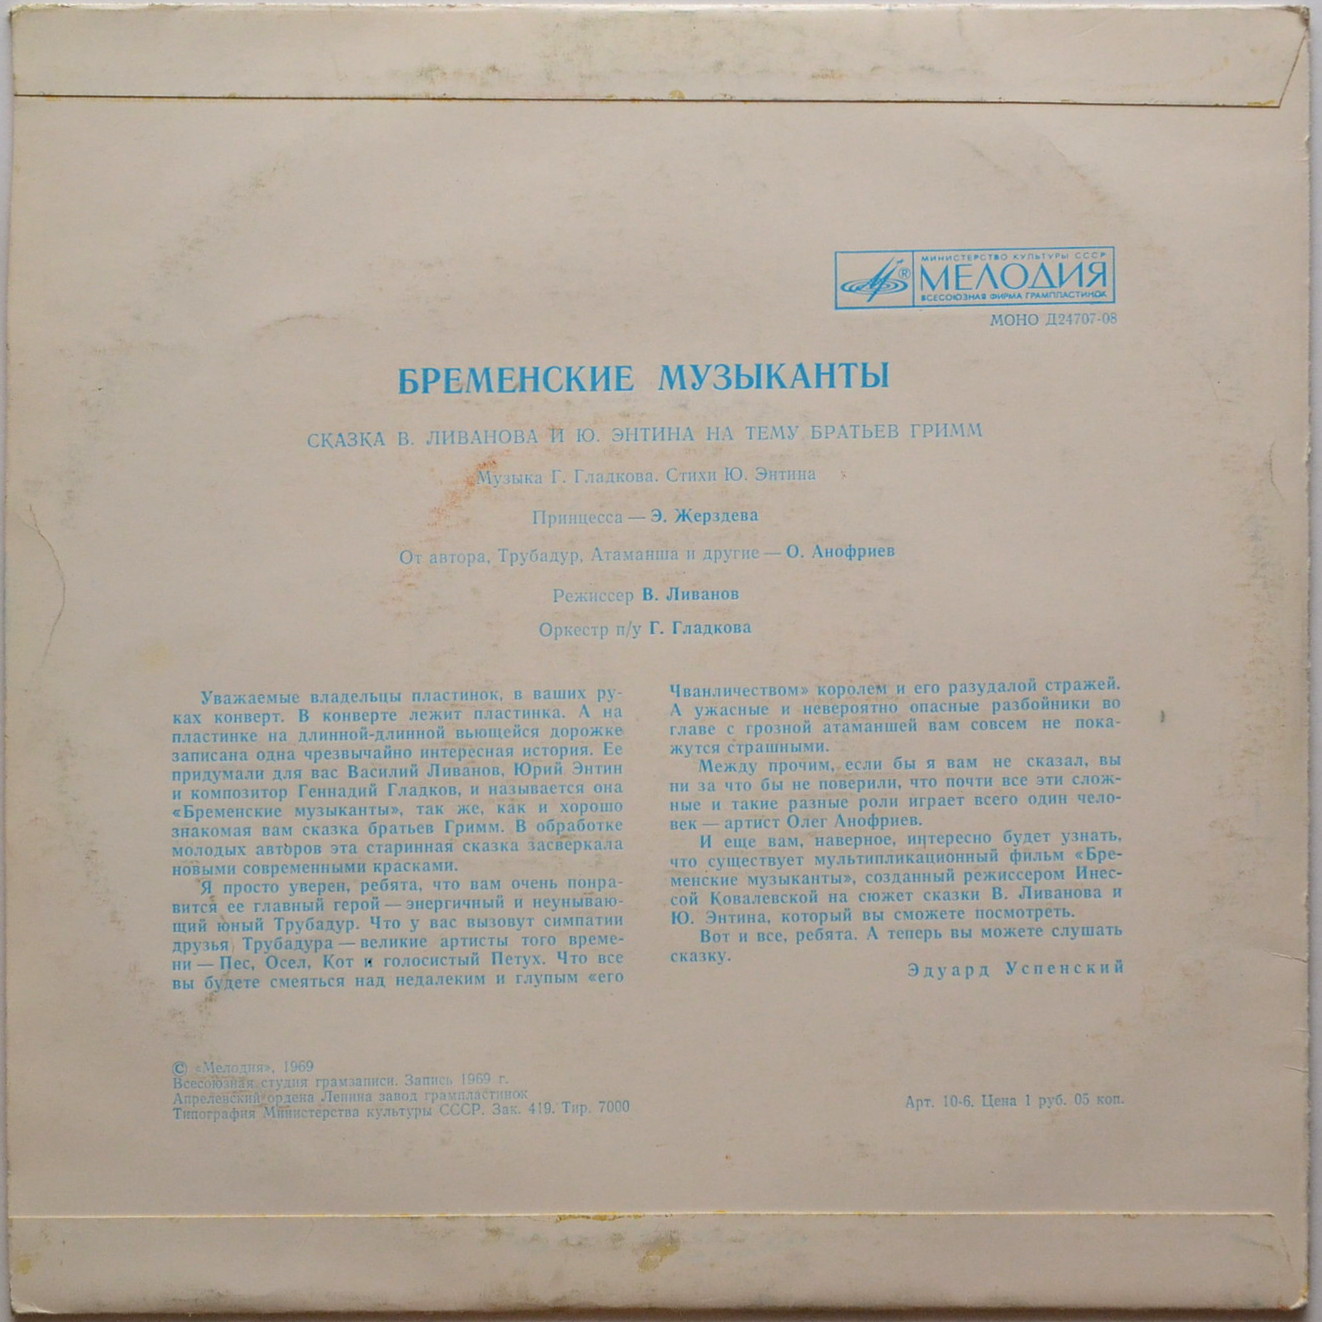 МИНИСТЕРСТВО КУЛЬТУРЫ СССР
МЕЛОДИЯ
ВСЕСОЮЗНАЯ ФИРМА ГРАМПЛАСТИНОК
®
МОНО Д24707-08
БРЕМЕНСКИЕ МУЗЫКАНТЫ
СКАЗКА В. ЛИВАНОВА И Ю. ЭНТИНА НА ТЕМУ БРАТЬЕВ ГРИММ
Музыка Г. Гладкова. Стихи Ю. Энтина
Принцесса — Э. Жерздева
От автора, Трубадур, Атаманша и другие — О. Анофриев
Режиссер В. Ливанов
Оркестр п/у Г. Гладкова
Уважаемые владельцы пластинок, в ваших ру-
ках конверт. В конверте лежит пластинка. А на
пластинке на длинной-длинной вьющейся дорожке
записана одна чрезвычайно интересная история. Ее
придумали для вас Василий Ливанов, Юрий Энтин
и композитор Геннадий Гладков, и называется она
«Бременские музыканты», так же, как и хорошо
знакомая вам сказка братьев Гримм. В обработке
молодых авторов эта старинная сказка засверкала
новыми современными красками.
Я просто уверен, ребята, что вам очень понра-
вится ее главный герой — энергичный и неунываю-
щий юный Трубадур. Что у вас вызовут симпатии
друзья Трубадура — великие артисты того време-
ни — Пес, Осел, Кот и голосистый Петух. Что все
вы будете смеяться над недалеким и глупым «его
Чванличеством» королем и его разудалой стражей.
А ужасные и невероятно опасные разбойники во
главе с грозной атаманшей вам совсем не пока-
жутся страшными.
Между прочим, если бы я вам не сказал, вы
ни за что бы не поверили, что почти все эти слож-
ные и такие разные роли играет всего один чело-
век — артист Олег Анофриев.
И еще вам, наверное, интересно будет узнать,
что существует мультипликационный фильм «Бре-
менские музыканты», созданный режиссером Инес-
сой Ковалевской на сюжет сказки В. Ливанова и
Ю. Энтина, который вы сможете посмотреть.
Вот и все, ребята. А теперь вы можете слушать
сказку.
Эдуард Успенский
© «Мелодия», 1969
Всесоюзная студия грамзаписи. Запись 1969 г.
Апрелевский ордена Ленина завод грампластинок
Типография Министерства культуры СССР. Зак. 419. Тир. 7000
Арт. 10-6. Цена 1 руб. 05 коп.